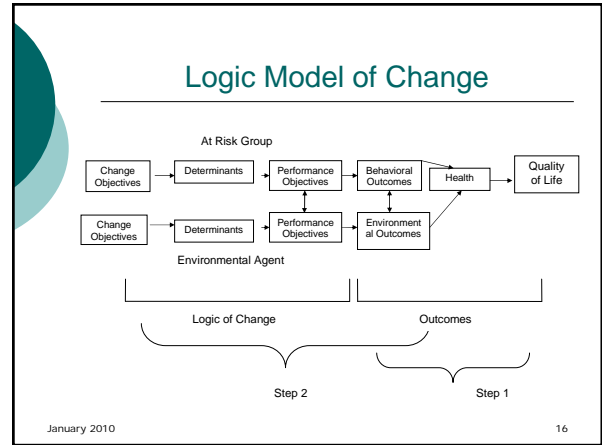 Logic Model of Change
At Risk Group
Change
Objectives
Determinants
Performance
Objectives
Behavioral
Outcomes
Health
Quality
of Life
Change
Objectives
Determinants
Performance
Objectives
Environment
al Outcomes
Environmental Agent
Logic of Change
Outcomes
Step 2
Step 1
January 2010
16